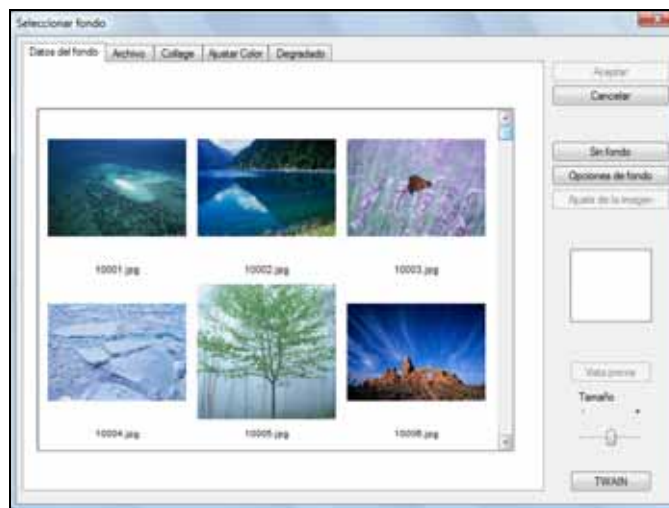 Seleccionar fondo
Datos del fondo
Archivo
Collage
Ajustar Color
Degradado
Aceptar
Cancelar
Sin fondo
Opciones de fondo
Ajuste de la imagen
10001.jpg
10002.jpg
10003.jpg
10004.jpg
10005.jpg
10006.jpg
Vista previa
Tamaño
- +
TWAIN